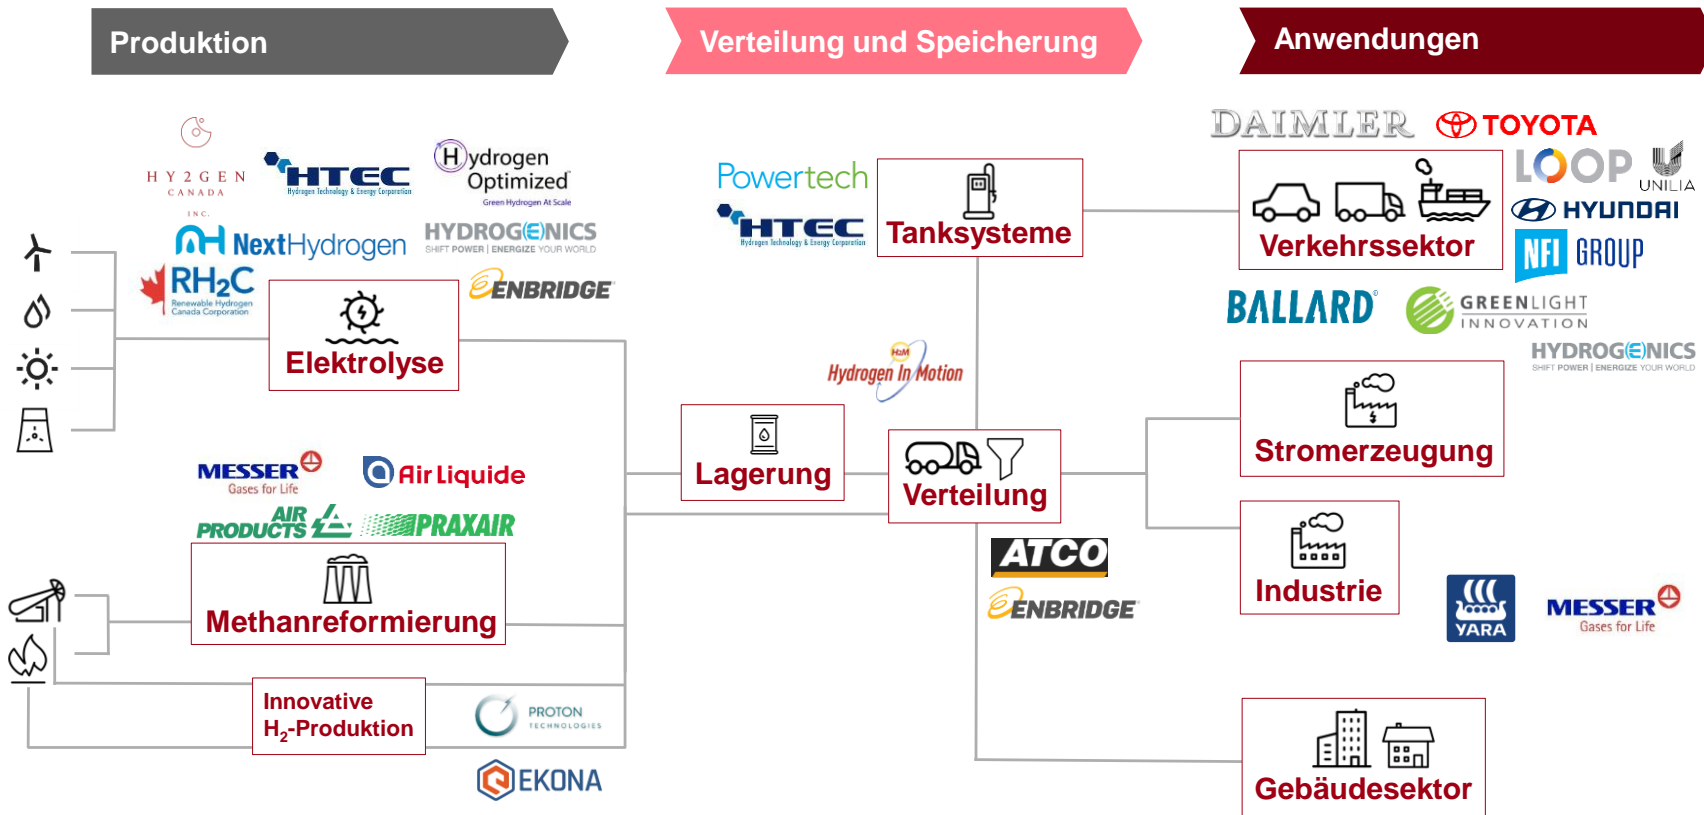 Produktion
Verteilung und Speicherung
Anwendungen
HY2GEN
CANADA
INC.
HTEC
Hydrogen Technology & Energy Corporation
Hydrogen
Optimized
Green Hydrogen At Scale
NextHydrogen
HYDROGENICS
SHIFT POWER | ENERGIZE YOUR WORLD
RH2C
Renewable Hydrogen
Canada Corporation
ENBRIDGE
Elektrolyse
MESSER
Gases for Life
Air Liquide
AIR
PRODUCTS
PRAXAIR
Methanreformierung
Innovative
H2-Produktion
PROTON
TECHNOLOGIES
EKONA
Powertech
HTEC
Hydrogen Technology & Energy Corporation
Tanksysteme
H2M
Hydrogen In Motion
Lagerung
Verteilung
ATCO
ENBRIDGE
DAIMLER
TOYOTA
LOOP
UNILIA
HYUNDAI
NFI GROUP
Verkehrssektor
BALLARD
GREENLIGHT
INNOVATION
HYDROGENICS
SHIFT POWER | ENERGIZE YOUR WORLD
Stromerzeugung
Industrie
YARA
MESSER
Gases for Life
Gebäudesektor